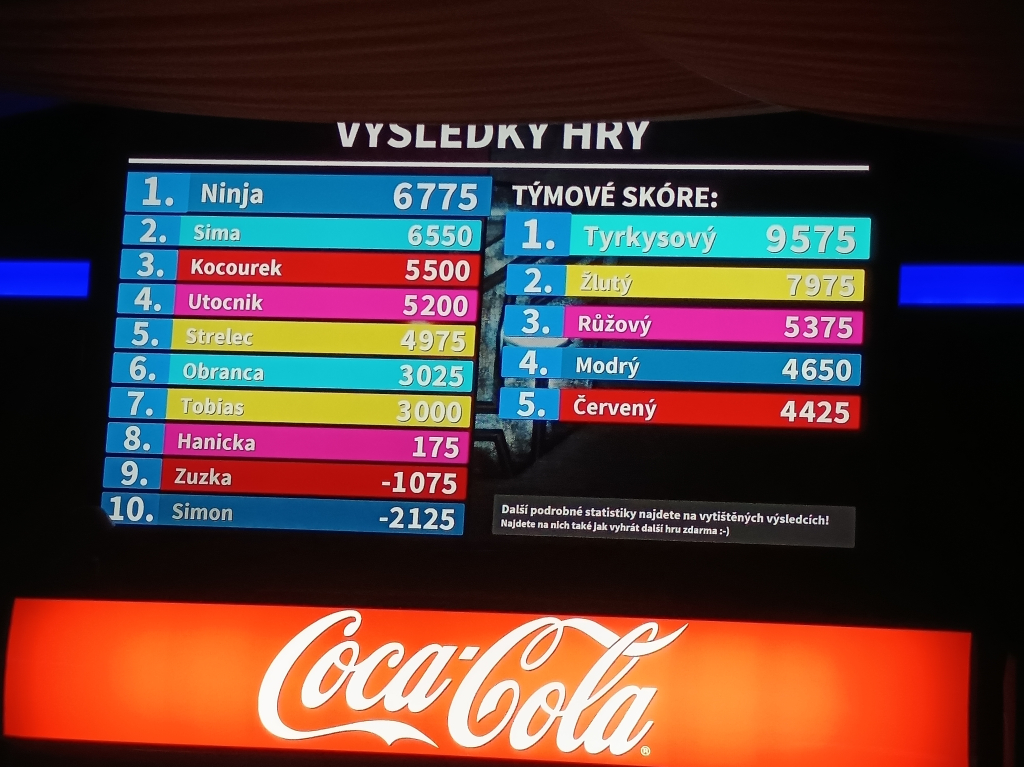 VÝSLEDKY HRY
1. Ninja 6775
2. Sima 6550
3. Kocourek 5500
4. Utocnik 5200
5. Strelec 4975
6. Obranca 3025
7. Tobias 3000
8. Hanicka 175
9. Zuzka -1075
10. Simon -2125
TÝMOVÉ SKÓRE:
1. Tyrkysový 9575
2. Žlutý 7975
3. Růžový 5375
4. Modrý 4650
5. Červený 4425
Další podrobné statistiky najdete na vytištěných výsledcích!
Najdete na nich také jak vyhrát další hru zdarma :-)
Coca-Cola®